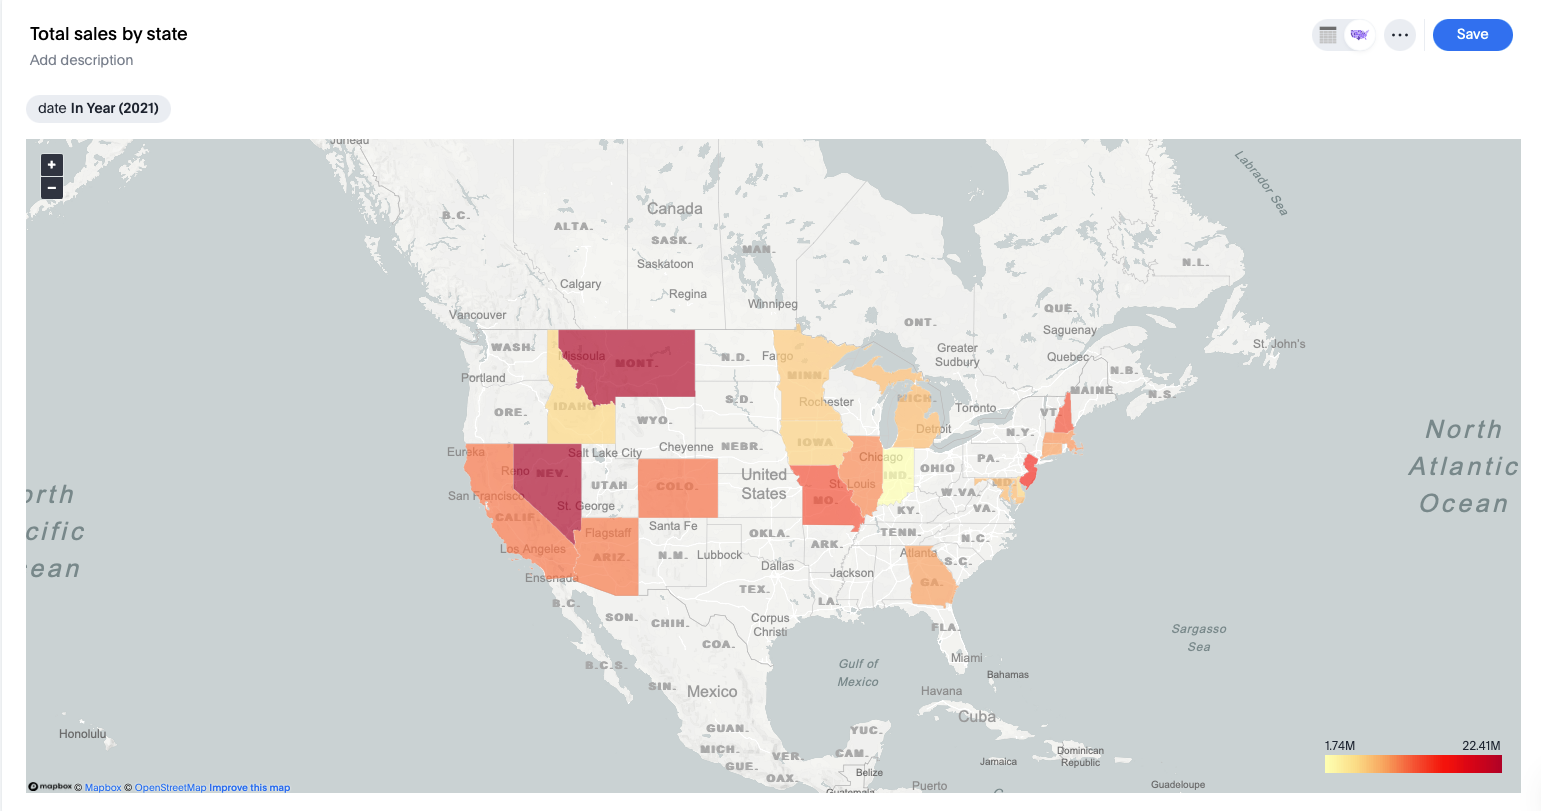 Total sales by state
Save
Add description
date In Year (2021)
Juneau
+
−
Labrador Sea
Canada
B.C.
ALTA.
SASK.
MAN.
Saskatoon
N.L.
Calgary
Regina
Winnipeg
Vancouver
QUE.
ONT.
Saguenay
WASH.
Greater
Sudbury
St. John's
Missoula
MONT.
N.D.
Fargo
Quebec
N.B.
Portland
MINN.
MAINE
N.S.
IDAHO
S.D.
Rochester
MICH.
Toronto
VT.
ORE.
WYO.
Detroit
N.Y.
North
Atlantic
Ocean
Eureka
Salt Lake City
Cheyenne
NEBR.
IOWA
Chicago
PA.
OHIO
Reno
NEV.
UTAH
COLO.
United
States
St. Louis
IND.
MD.
W.VA.
San Francisco
St. George
MO.
KY.
VA.
orth
cific
ean
CALIF.
Flagstaff
Santa Fe
OKLA.
TENN.
N.C.
Los Angeles
ARIZ.
N.M.
Lubbock
ARK.
Atlanta
S.C.
Ensenada
Dallas
Jackson
GA.
B.C.
TEX.
LA.
SON.
CHIH.
Corpus
Christi
FLA.
Sargasso
Sea
COA.
B.C.S.
Gulf of
Mexico
Miami
Bahamas
SIN.
Mexico
Havana
Cuba
GUAN.
YUC.
Honolulu
MICH.
VER.
CAM.
Dominican
Republic
1.74M
22.41M
GUE.
OAX.
Belize
Jamaica
Guatemala
Puerto
Guadeloupe
mapbox © Mapbox © OpenStreetMap Improve this map